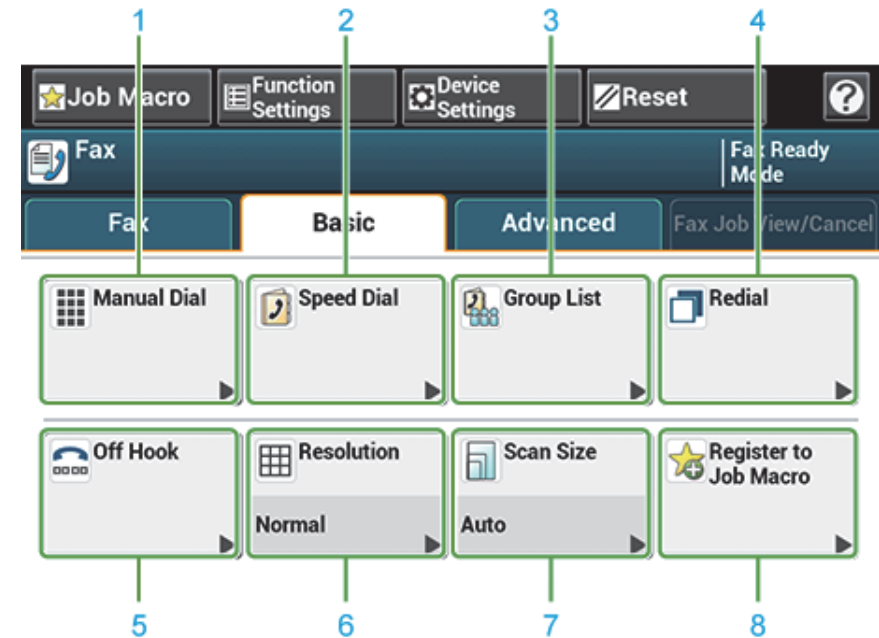 1 2 3 4
Job Macro
Function
Settings
Device
Settings
Reset
?
Fax
Fax Ready
Mode
Fax Basic Advanced Fax Job View/Cancel
Manual Dial Speed Dial Group List Redial
Off Hook
Resolution
Normal
Scan Size
Auto
Register to
Job Macro
5 6 7 8